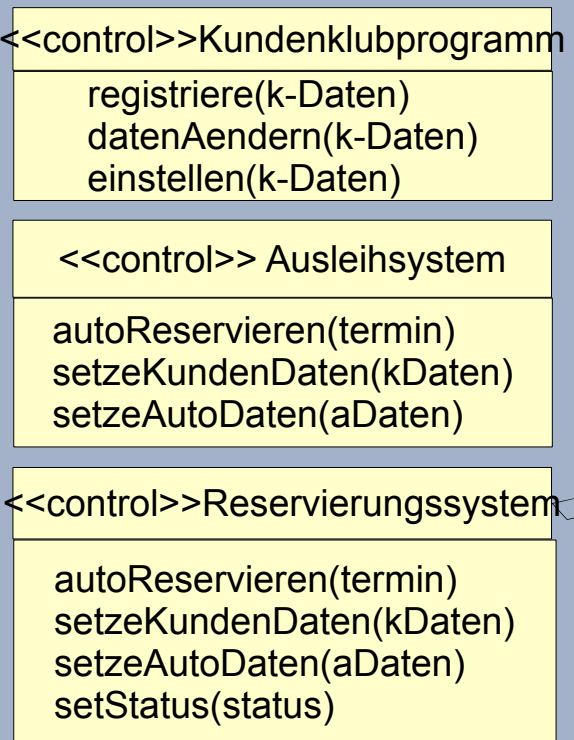 <<control>>Kundenklubprogramm
registriere(k-Daten)
datenAendern(k-Daten)
einstellen(k-Daten)
<<control>> Ausleihsystem
autoReservieren(termin)
setzeKundenDaten(kDaten)
setzeAutoDaten(aDaten)
<<control>>Reservierungssystem
autoReservieren(termin)
setzeKundenDaten(kDaten)
setzeAutoDaten(aDaten)
setStatus(status)